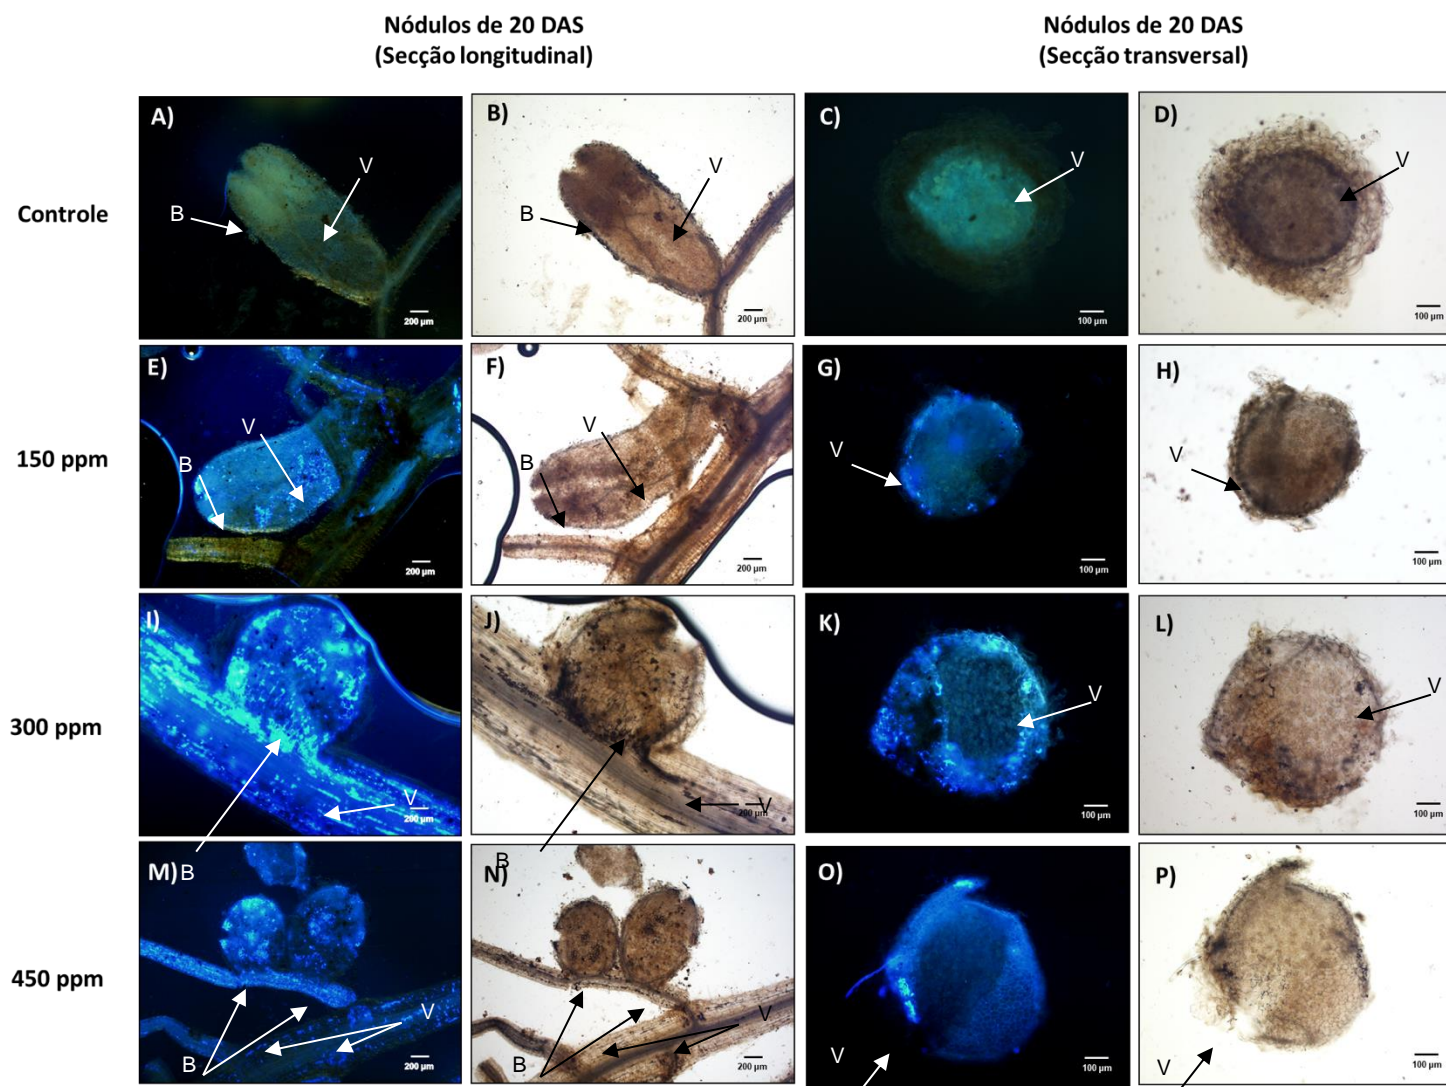 Nódulos de 20 DAS
(Secção longitudinal)
Nódulos de 20 DAS
(Secção transversal)
Controle
A)
V
B
200 µm
B)
V
B
200 µm
C)
V
100 µm
D)
V
100 µm
150 ppm
E)
V
B
200 µm
F)
V
B
200 µm
G)
V
100 µm
H)
V
100 µm
300 ppm
I)
V
200 µm
B
J)
V
200 µm
B
K)
V
100 µm
L)
V
100 µm
450 ppm
M)
V
B
200 µm
N)
V
B
200 µm
O)
V
100 µm
P)
V
100 µm